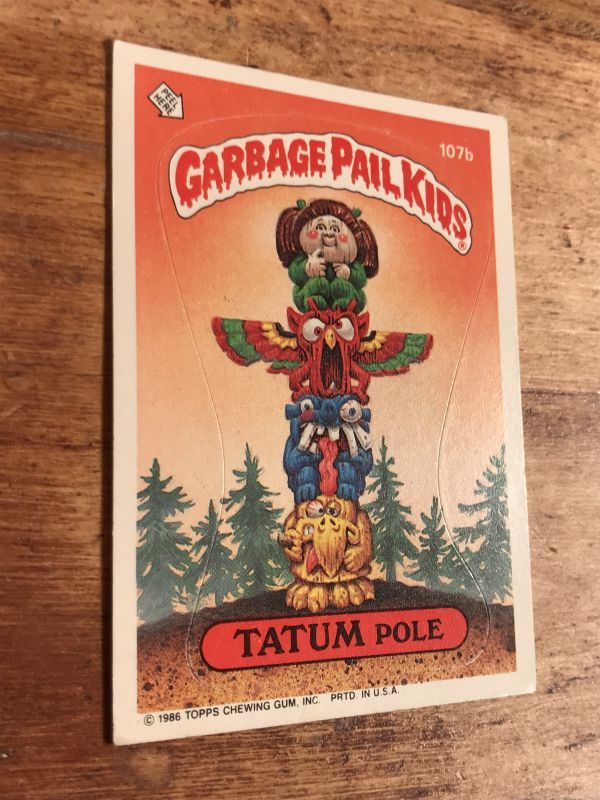 PEEL
HERE
107b
GARBAGE PAIL KIDS®
TATUM POLE
© 1986 TOPPS CHEWING GUM, INC. PRTD. IN U.S.A.